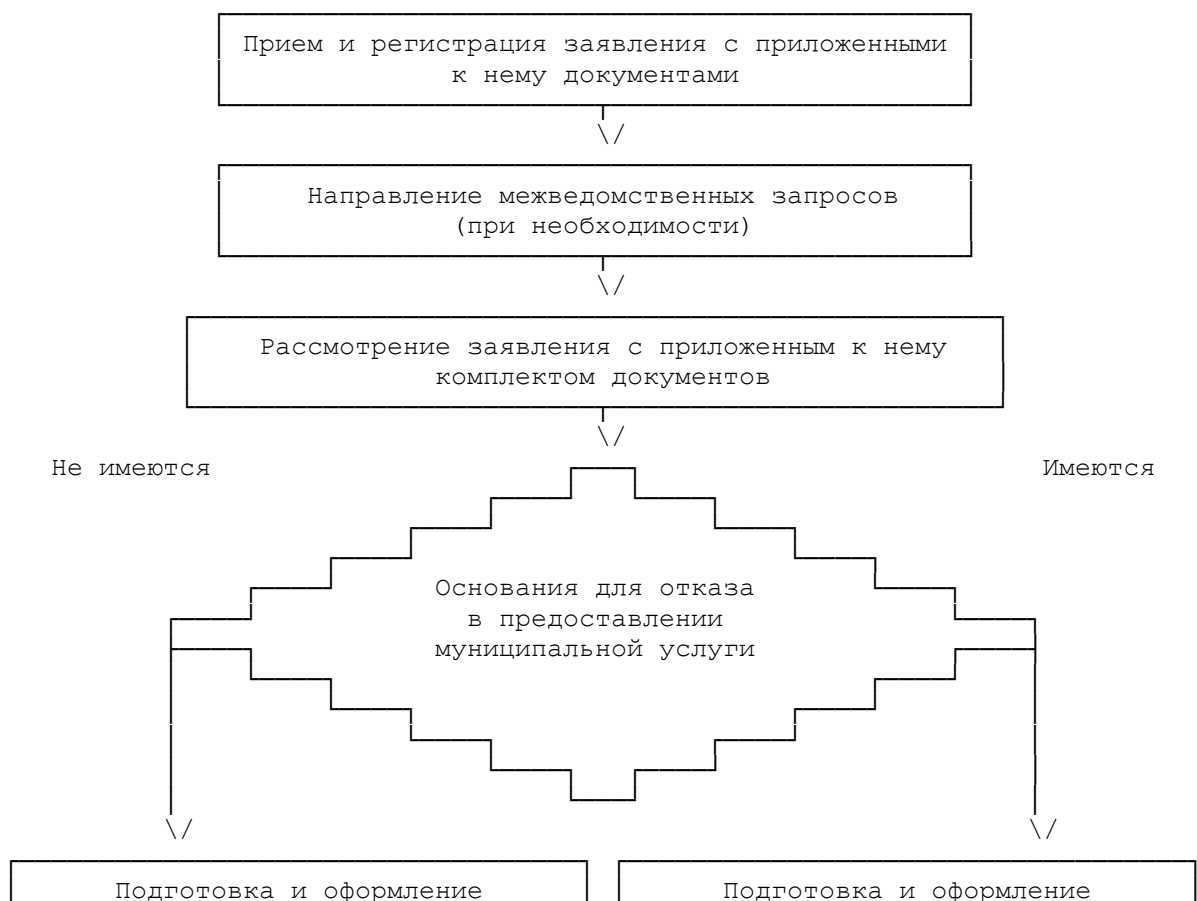 Прием и регистрация заявления с приложенными
к нему документами
\/
Направление межведомственных запросов
(при необходимости)
\/
Рассмотрение заявления с приложенным к нему
комплектом документов
\/
Не имеются
Имеются
Основания для отказа
в предоставлении
муниципальной услуги
\/
\/
Подготовка и оформление
Подготовка и оформление